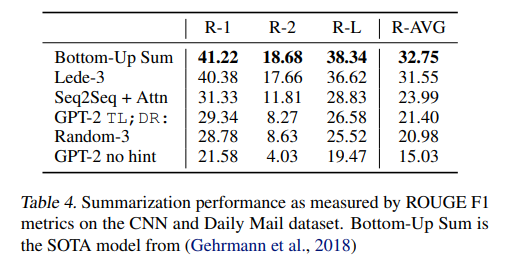 R-1 R-2 R-L R-AVG
Bottom-Up Sum 41.22 18.68 38.34 32.75
Lede-3 40.38 17.66 36.62 31.55
Seq2Seq + Attn 31.33 11.81 28.83 23.99
GPT-2 TL;DR: 29.34 8.27 26.58 21.40
Random-3 28.78 8.63 25.52 20.98
GPT-2 no hint 21.58 4.03 19.47 15.03
Table 4. Summarization performance as measured by ROUGE F1
metrics on the CNN and Daily Mail dataset. Bottom-Up Sum is
the SOTA model from (Gehrmann et al., 2018)